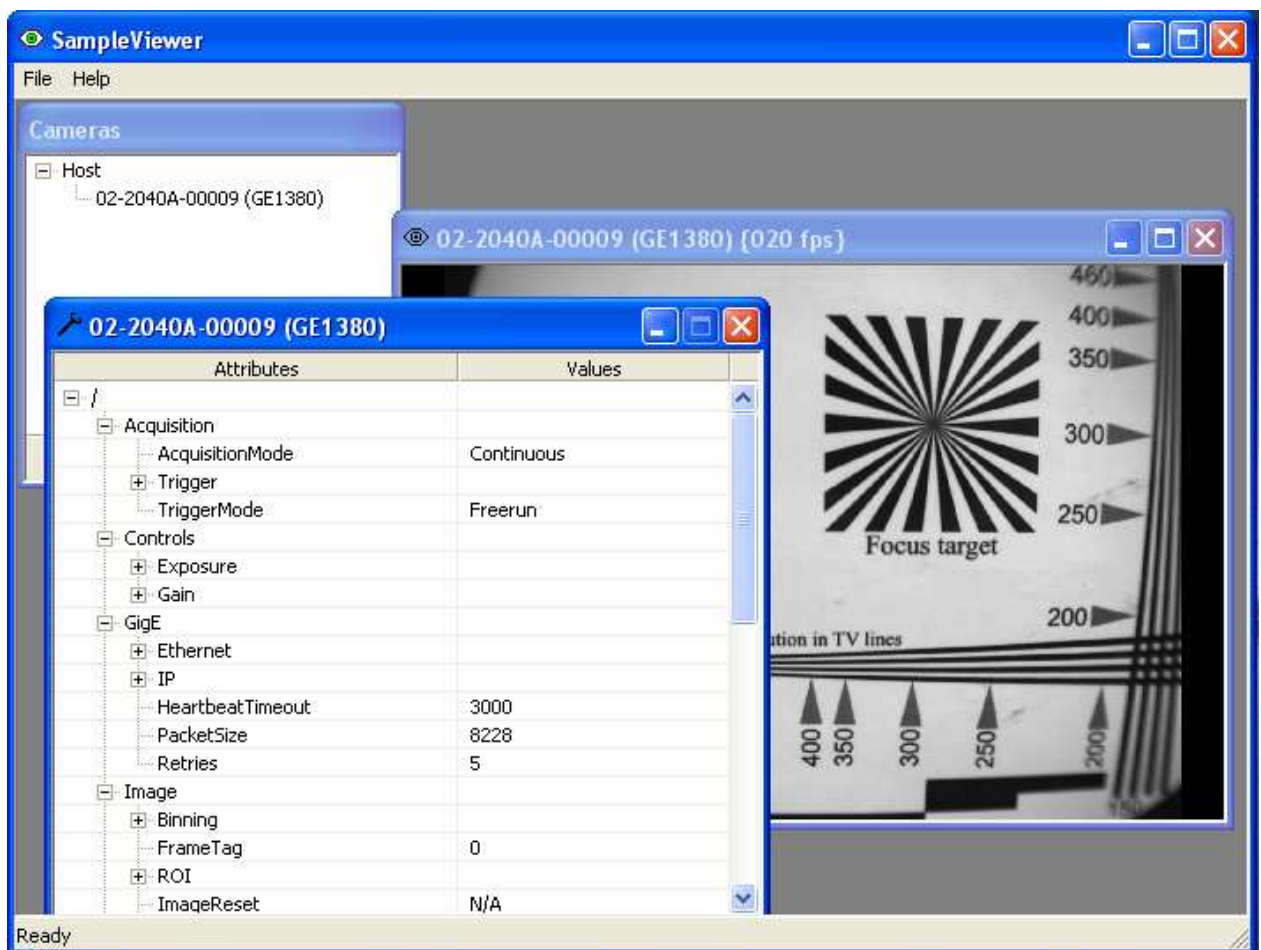 SampleViewer
File Help
Cameras
Host
02-2040A-00009 (GE1380)
02-2040A-00009 (GE1380) {020 fps}
460
400
350
300
250
200
Focus target
ution in TV lines
400
350
300
250
200
150
02-2040A-00009 (GE1380)
Attributes Values
/
Acquisition
AcquisitionMode Continuous
Trigger
TriggerMode Freerun
Controls
Exposure
Gain
GigE
Ethernet
IP
HeartbeatTimeout 3000
PacketSize 8228
Retries 5
Image
Binning
FrameTag 0
ROI
ImageReset N/A
Ready